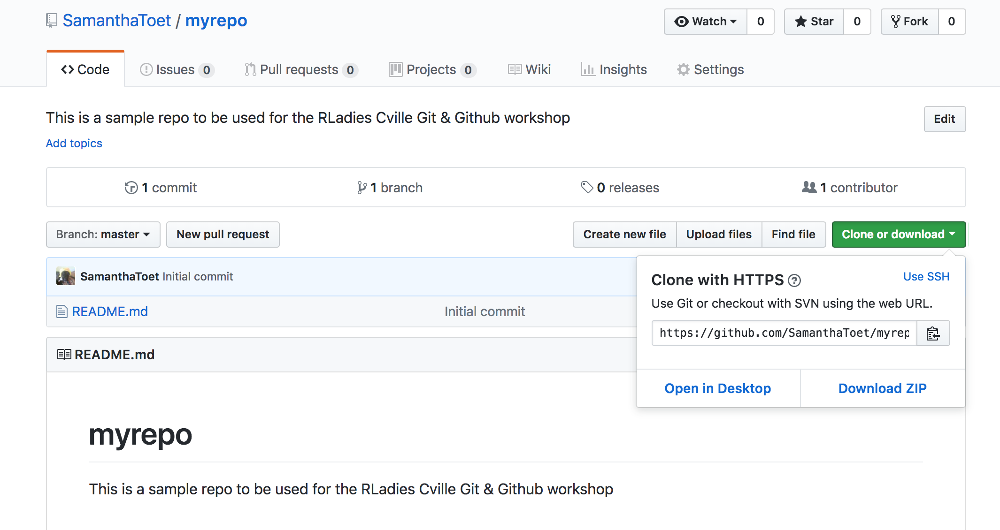 SamanthaToet / myrepo
Watch 0 Star 0 Fork 0
Code Issues 0 Pull requests 0 Projects 0 Wiki Insights Settings
This is a sample repo to be used for the RLadies Cville Git & Github workshop
Edit
Add topics
1 commit 1 branch 0 releases 1 contributor
Branch: master New pull request Create new file Upload files Find file Clone or download
SamanthaToet Initial commit
README.md Initial commit
Clone with HTTPS ? Use SSH
Use Git or checkout with SVN using the web URL.
https://github.com/SamanthaToet/myrep
Open in Desktop Download ZIP
README.md
myrepo
This is a sample repo to be used for the RLadies Cville Git & Github workshop